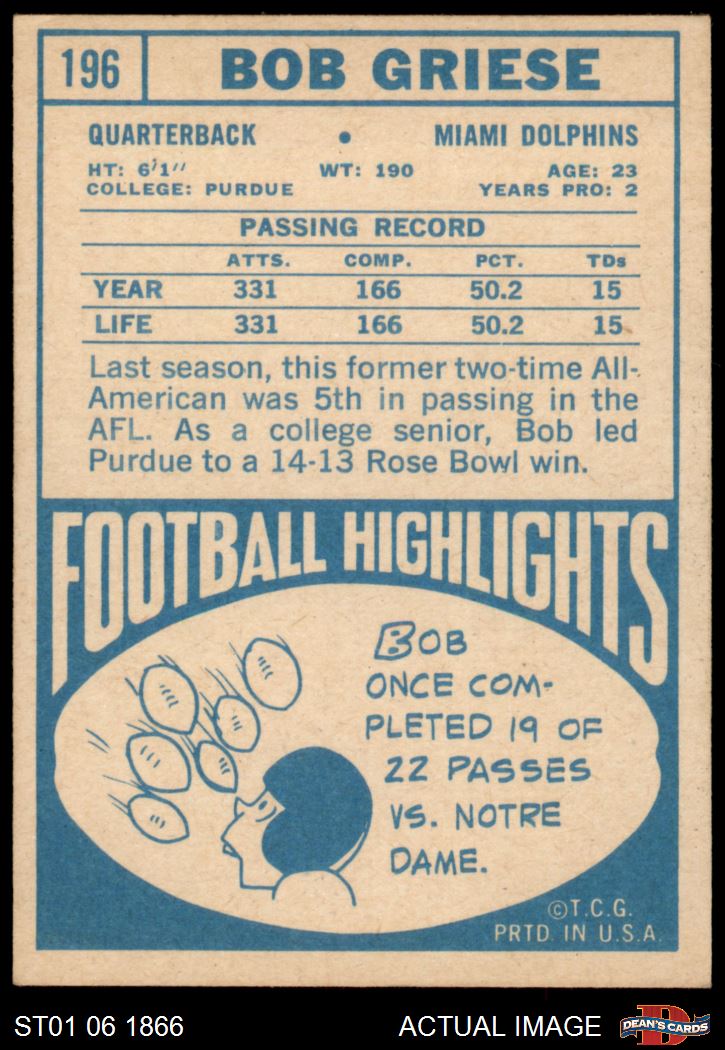 196 BOB GRIESE
QUARTERBACK • MIAMI DOLPHINS
HT: 6'1" WT: 190 AGE: 23
COLLEGE: PURDUE YEARS PRO: 2
PASSING RECORD
ATTS. COMP. PCT. TDs
YEAR 331 166 50.2 15
LIFE 331 166 50.2 15
Last season, this former two-time All-
American was 5th in passing in the
AFL. As a college senior, Bob led
Purdue to a 14-13 Rose Bowl win.
FOOTBALL HIGHLIGHTS
BOB
ONCE COM-
PLETED 19 OF
22 PASSES
VS. NOTRE
DAME.
©T.C.G.
PRTD. IN U.S.A.
ST01 06 1866 ACTUAL IMAGE D DEAN'S CARDS